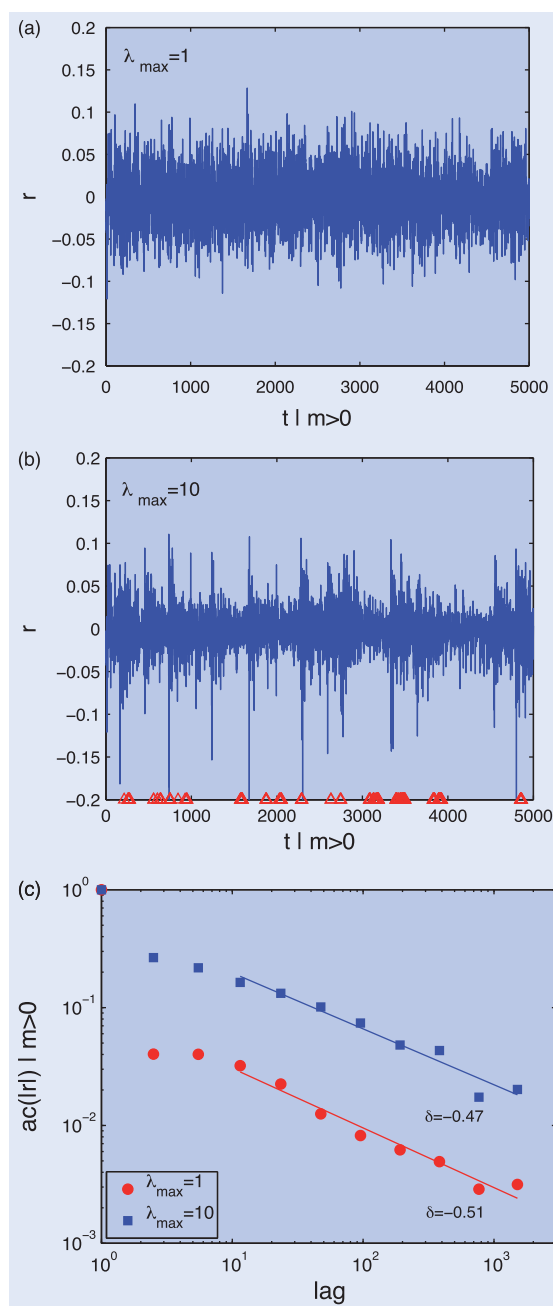 (a)
λ max=1
0.2
0.15
0.1
0.05
0
−0.05
−0.1
−0.15
−0.2
r
0 1000 2000 3000 4000 5000
t | m>0
(b)
λ max=10
0.2
0.15
0.1
0.05
0
−0.05
−0.1
−0.15
−0.2
r
0 1000 2000 3000 4000 5000
t | m>0
(c)
10^0
10^−1
10^−2
10^−3
ac(|r|) | m>0
δ=−0.47
δ=−0.51
λmax=1
λmax=10
10^0 10^1 10^2 10^3
lag